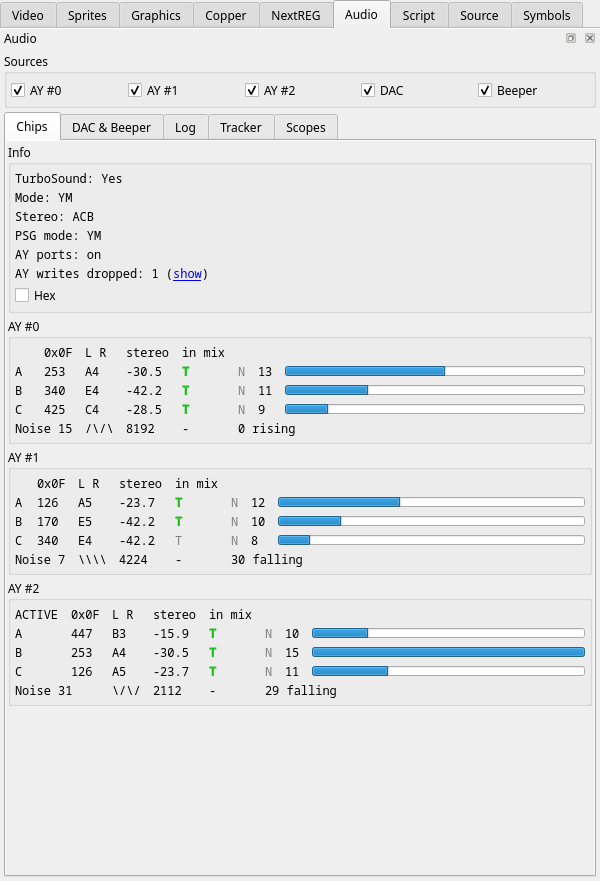 Video Sprites Graphics Copper NextREG Audio Script Source Symbols
Audio
Sources
AY #0 AY #1 AY #2 DAC Beeper
Chips DAC & Beeper Log Tracker Scopes
Info
TurboSound: Yes
Mode: YM
Stereo: ACB
PSG mode: YM
AY ports: on
AY writes dropped: 1 (show)
Hex
AY #0
0x0F L R stereo in mix
A 253 A4 -30.5 T N 13
B 340 E4 -42.2 T N 11
C 425 C4 -28.5 T N 9
Noise 15 /\/\ 8192 - 0 rising
AY #1
0x0F L R stereo in mix
A 126 A5 -23.7 T N 12
B 170 E5 -42.2 T N 10
C 340 E4 -42.2 T N 8
Noise 7 \\\\ 4224 - 30 falling
AY #2
ACTIVE 0x0F L R stereo in mix
A 447 B3 -15.9 T N 10
B 253 A4 -30.5 T N 15
C 126 A5 -23.7 T N 11
Noise 31 \/\/ 2112 - 29 falling